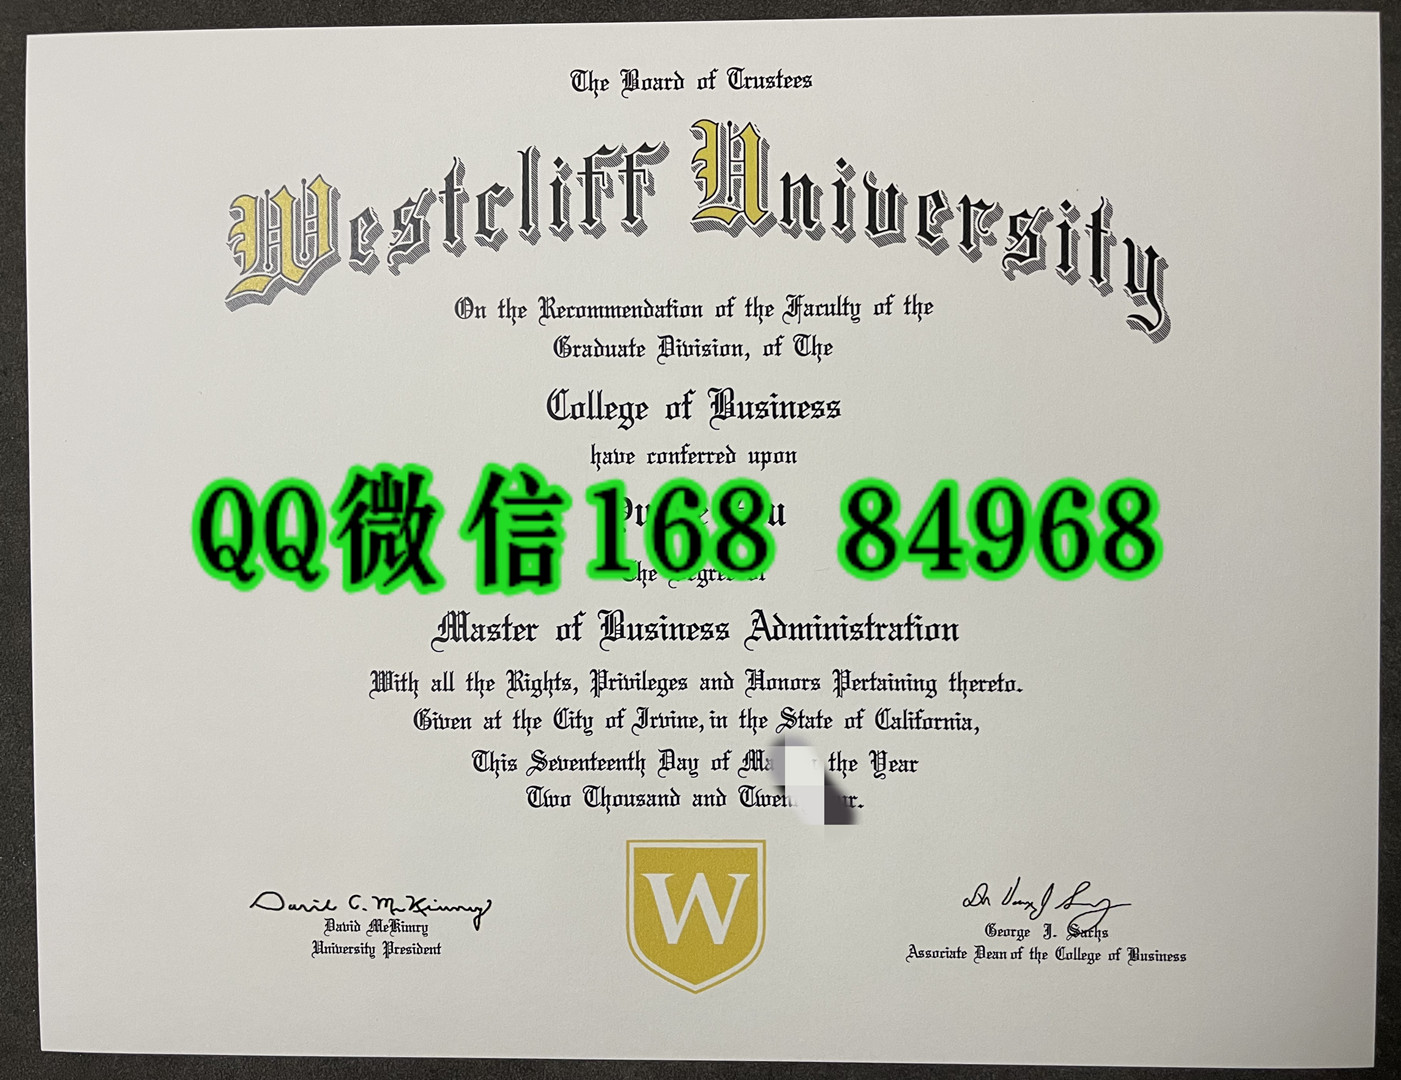 The Board of Trustees
Westcliff University
On the Recommendation of the Faculty of the
Graduate Division, of The
College of Business
have conferred upon
QQ微信168 84968
The Degree of
Master of Business Administration
With all the Rights, Privileges and Honors Pertaining thereto.
Given at the City of Irvine, in the State of California,
This Seventeenth Day of the Year
Two Thousand and
W
David C. McKinney
David McKinry
University President
George J. Sachs
Associate Dean of the College of Business